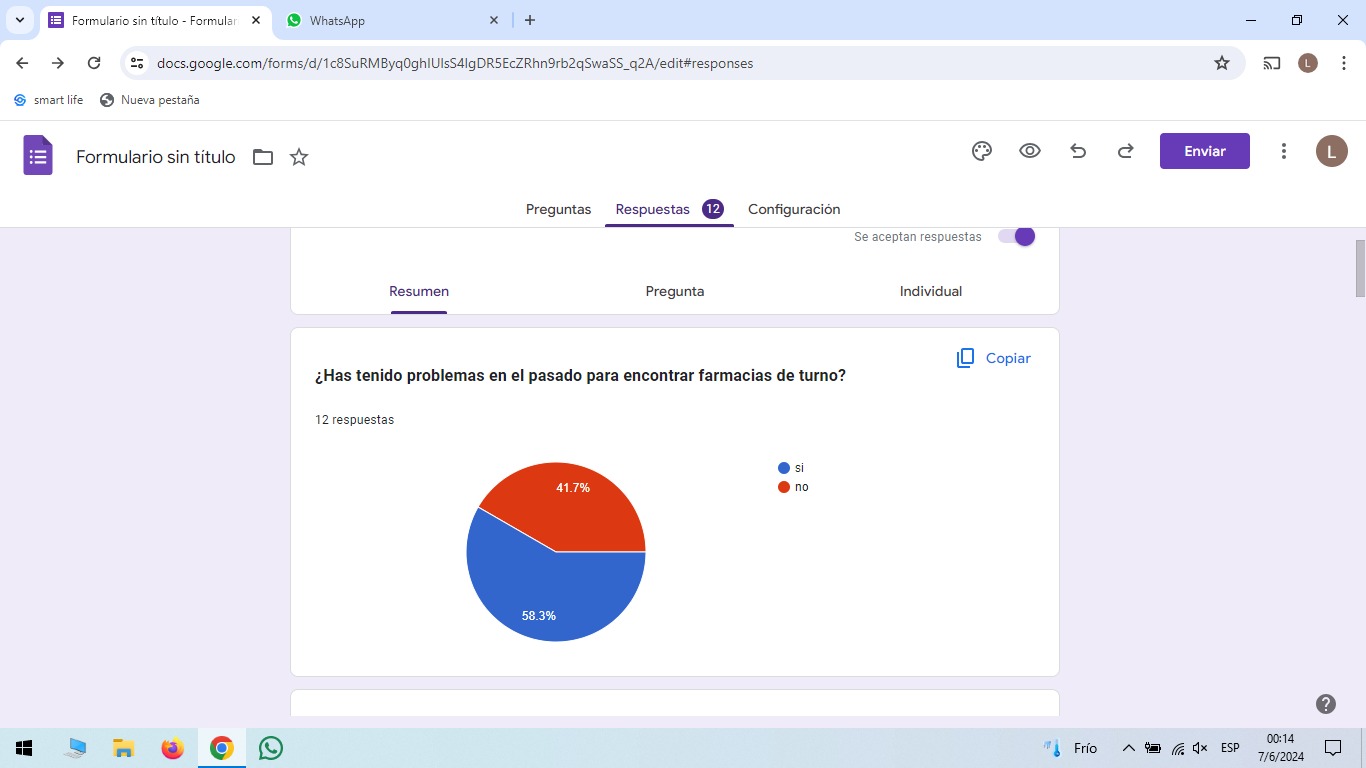 Formulario sin título - Formular
WhatsApp
docs.google.com/forms/d/1c8SuRMByq0ghlUlsS4lgDR5EcZRhn9rb2qSwaSS_q2A/edit#responses
L
smart life
Nueva pestaña
Formulario sin título
Enviar
L
Preguntas
Respuestas 12
Configuración
Se aceptan respuestas
Resumen
Pregunta
Individual
Copiar
¿Has tenido problemas en el pasado para encontrar farmacias de turno?
12 respuestas
si
no
41.7%
58.3%
Frío
ESP
00:14
7/6/2024